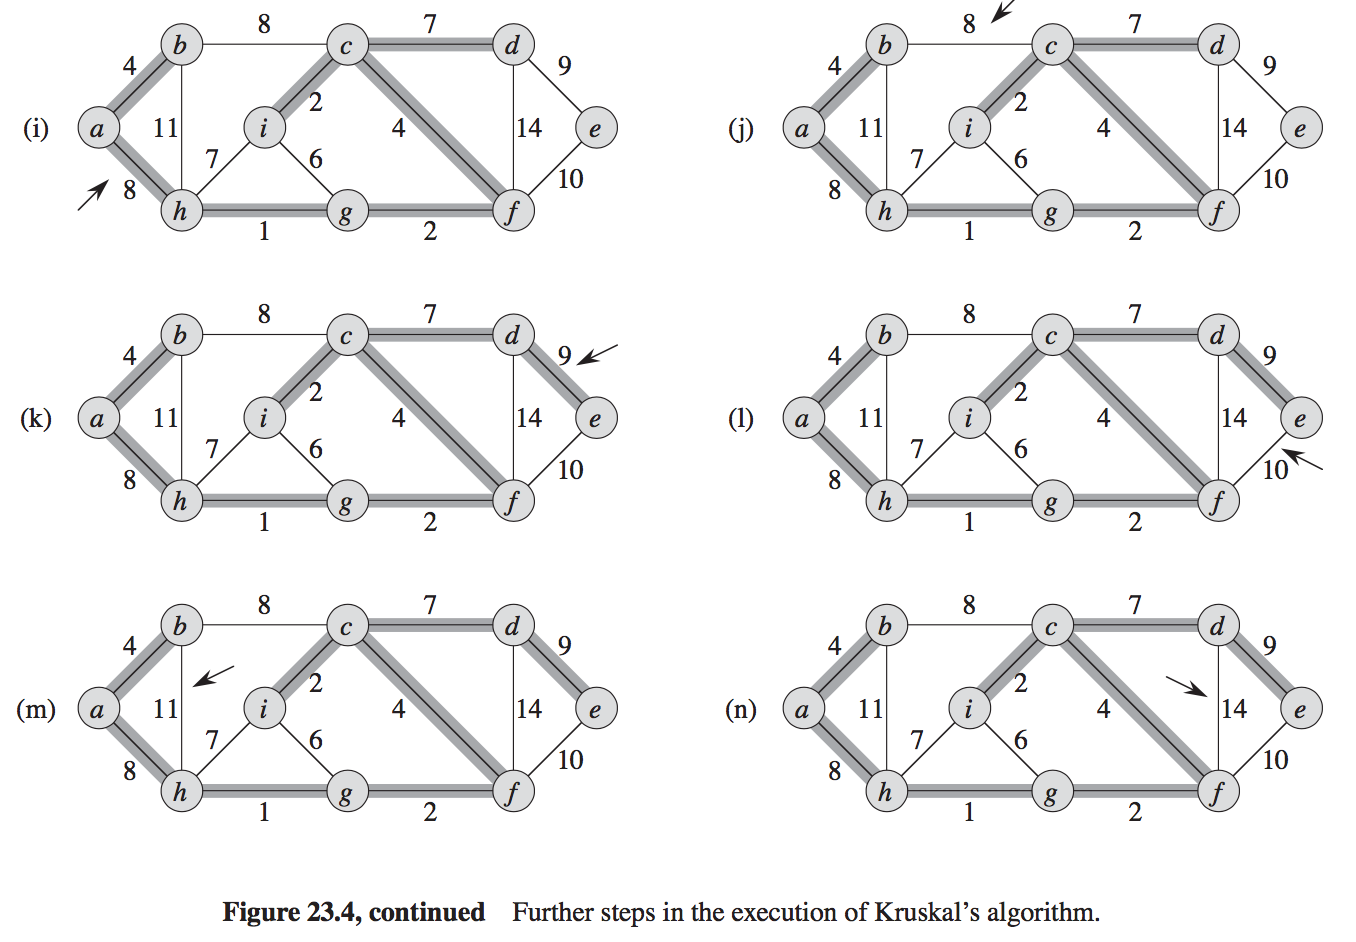 8 7 8 7
b c d b c d
4 9 4 9
2 2
(i) a 11 i 4 14 e (j) a 11 i 4 14 e
7 6 7 6
8 10 8 10
h g f h g f
1 2 1 2
8 7 8 7
b c d b c d
4 9 4 9
2 2
(k) a 11 i 4 14 e (l) a 11 i 4 14 e
7 6 7 6
8 10 8 10
h g f h g f
1 2 1 2
8 7 8 7
b c d b c d
4 9 4 9
2 2
(m) a 11 i 4 14 e (n) a 11 i 4 14 e
7 6 7 6
8 10 8 10
h g f h g f
1 2 1 2
Figure 23.4, continued Further steps in the execution of Kruskal’s algorithm.